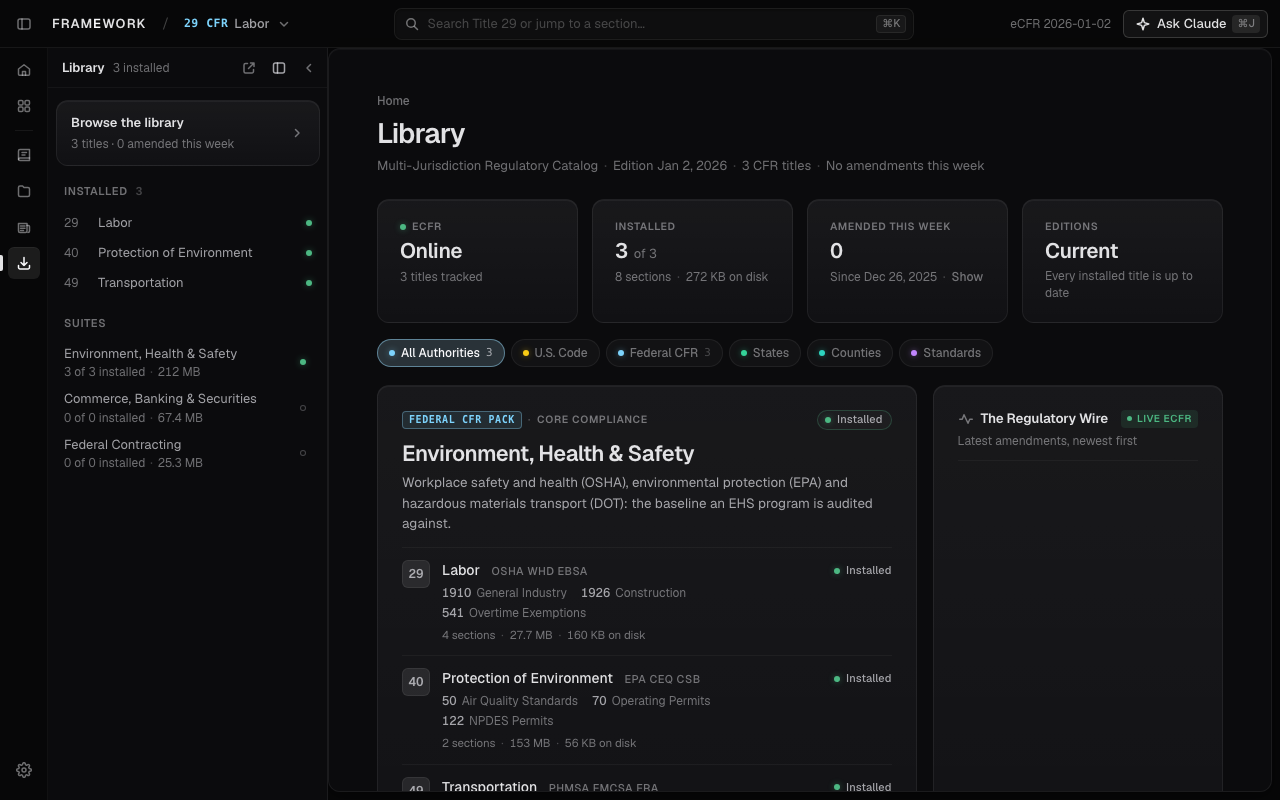 FRAMEWORK / 29 CFR Labor
Search Title 29 or jump to a section… ⌘K
eCFR 2026-01-02
Ask Claude ⌘J
Library 3 installed
Browse the library
3 titles · 0 amended this week
INSTALLED 3
29 Labor
40 Protection of Environment
49 Transportation
SUITES
Environment, Health & Safety
3 of 3 installed · 212 MB
Commerce, Banking & Securities
0 of 0 installed · 67.4 MB
Federal Contracting
0 of 0 installed · 25.3 MB
Home
Library
Multi-Jurisdiction Regulatory Catalog · Edition Jan 2, 2026 · 3 CFR titles · No amendments this week
ECFR
Online
3 titles tracked
INSTALLED
3 of 3
8 sections · 272 KB on disk
AMENDED THIS WEEK
0
Since Dec 26, 2025 · Show
EDITIONS
Current
Every installed title is up to
date
All Authorities 3
U.S. Code
Federal CFR 3
States
Counties
Standards
FEDERAL CFR PACK · CORE COMPLIANCE
Installed
Environment, Health & Safety
Workplace safety and health (OSHA), environmental protection (EPA) and
hazardous materials transport (DOT): the baseline an EHS program is audited
against.
29 Labor OSHA WHD EBSA Installed
1910 General Industry 1926 Construction
541 Overtime Exemptions
4 sections · 27.7 MB · 160 KB on disk
40 Protection of Environment EPA CEQ CSB Installed
50 Air Quality Standards 70 Operating Permits
122 NPDES Permits
2 sections · 153 MB · 56 KB on disk
49 Transportation PHMSA FMCSA FRA Installed
The Regulatory Wire LIVE ECFR
Latest amendments, newest first